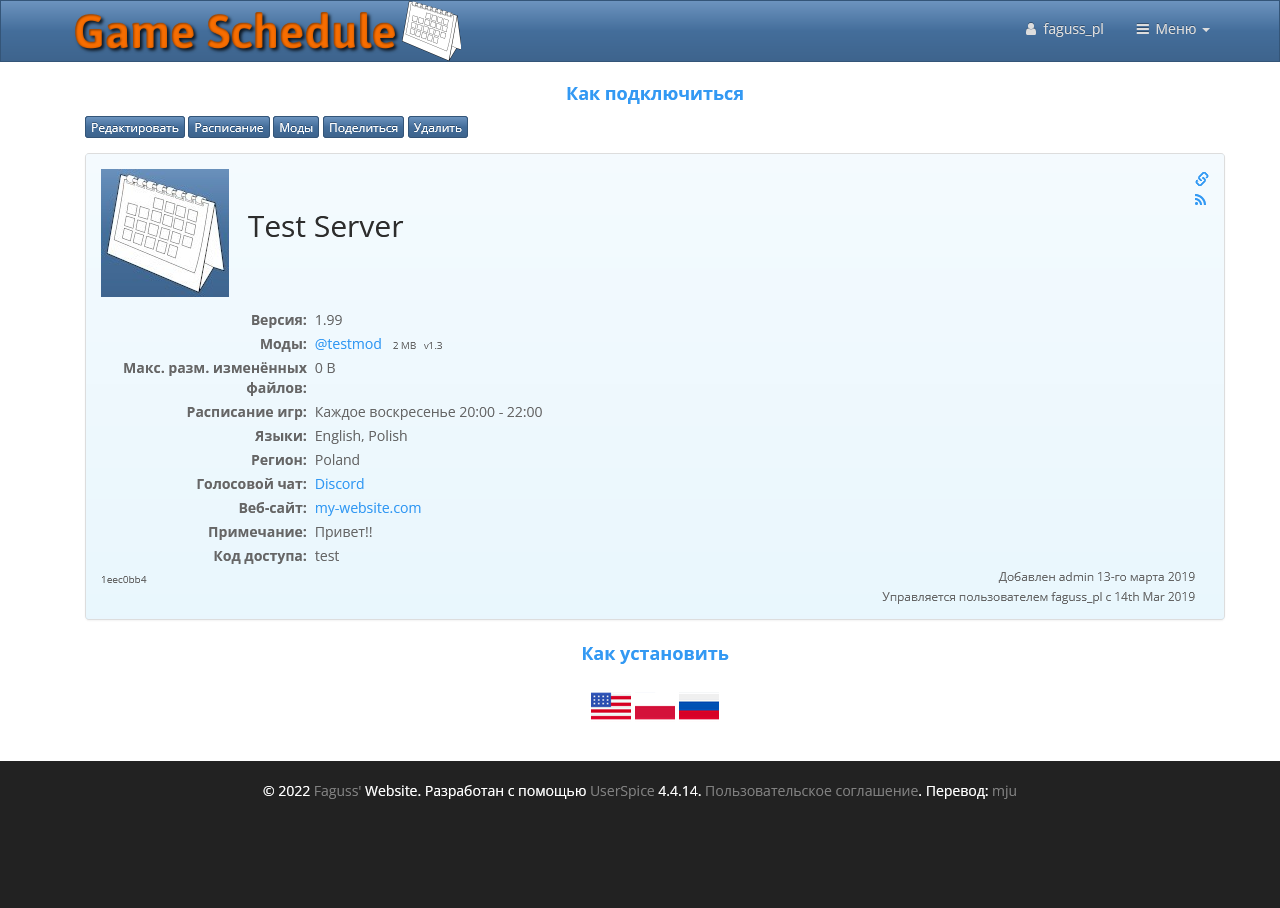 Game Schedule
faguss_pl
Меню
Как подключиться
Редактировать Расписание Моды Поделиться Удалить
Test Server
Версия: 1.99
Моды: @testmod 2 MB v1.3
Макс. разм. изменённых файлов: 0 B
Расписание игр: Каждое воскресенье 20:00 - 22:00
Языки: English, Polish
Регион: Poland
Голосовой чат: Discord
Веб-сайт: my-website.com
Примечание: Привет!!
Код доступа: test
1eec0bb4
Добавлен admin 13-го марта 2019
Управляется пользователем faguss_pl с 14th Mar 2019
Как установить
© 2022 Faguss' Website. Разработан с помощью UserSpice 4.4.14. Пользовательское соглашение. Перевод: mju